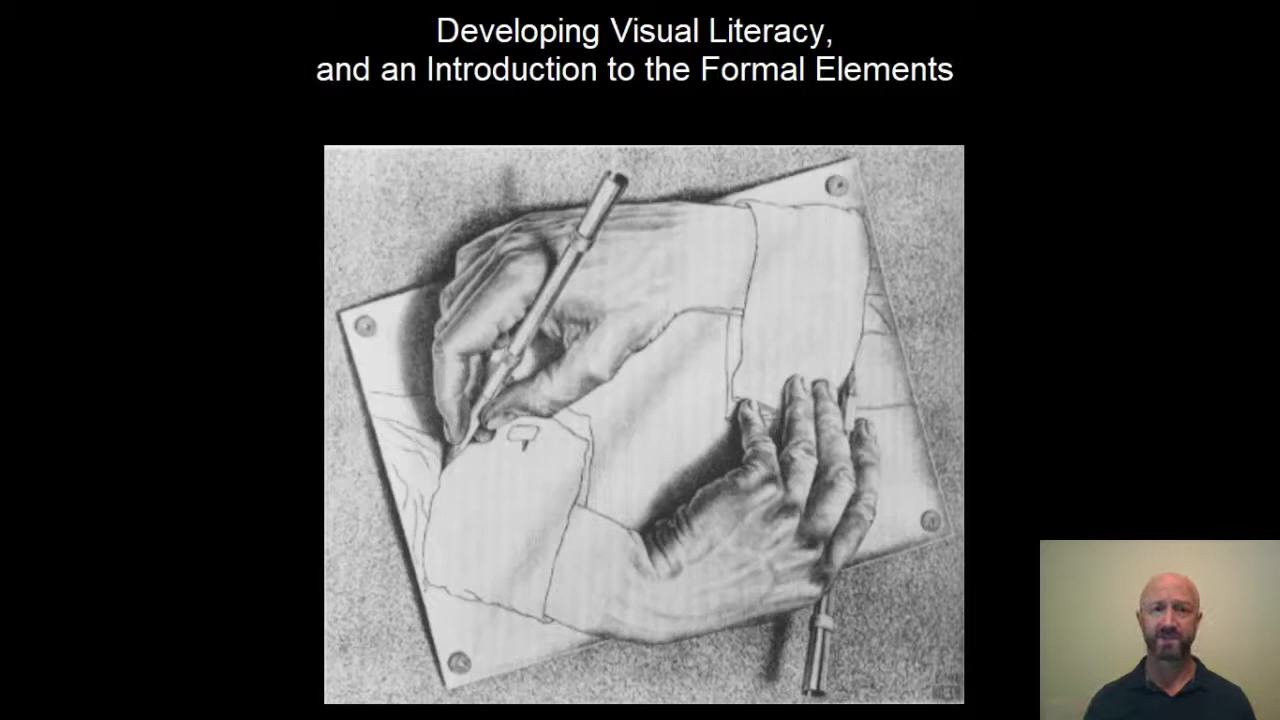 Developing Visual Literacy,
and an Introduction to the Formal Elements